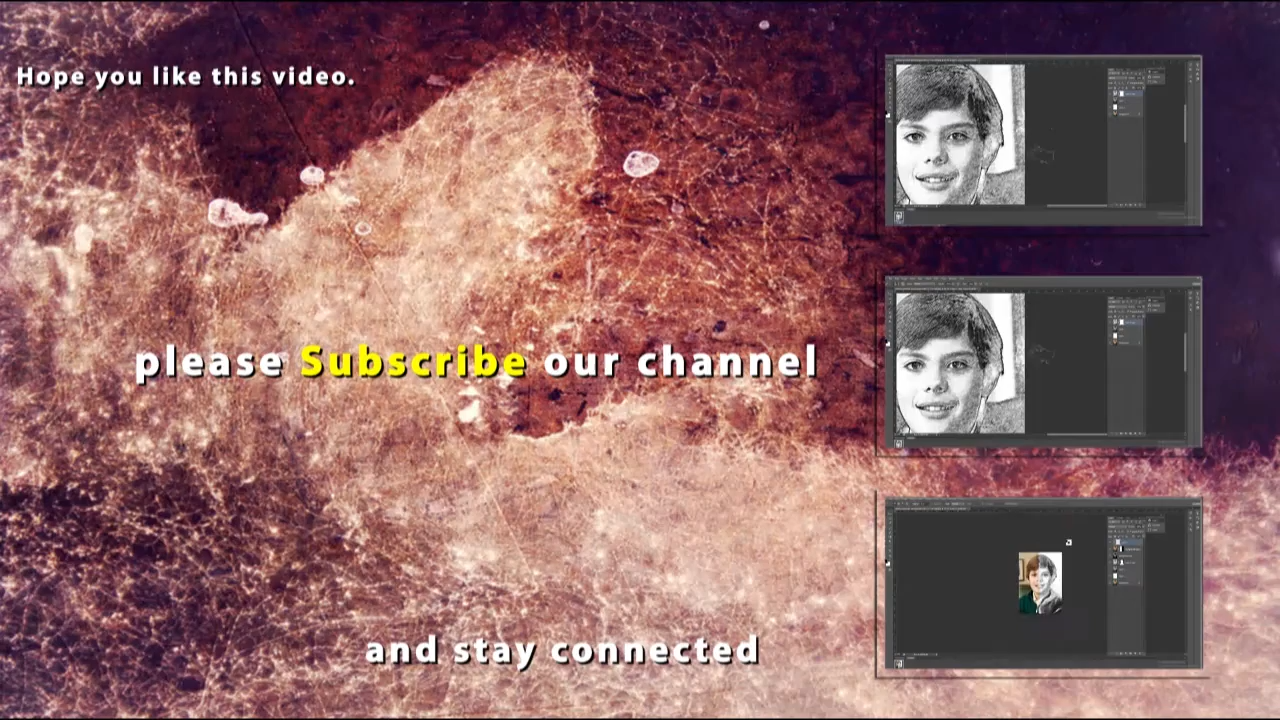 Hope you like this video.
please Subscribe our channel
and stay connected